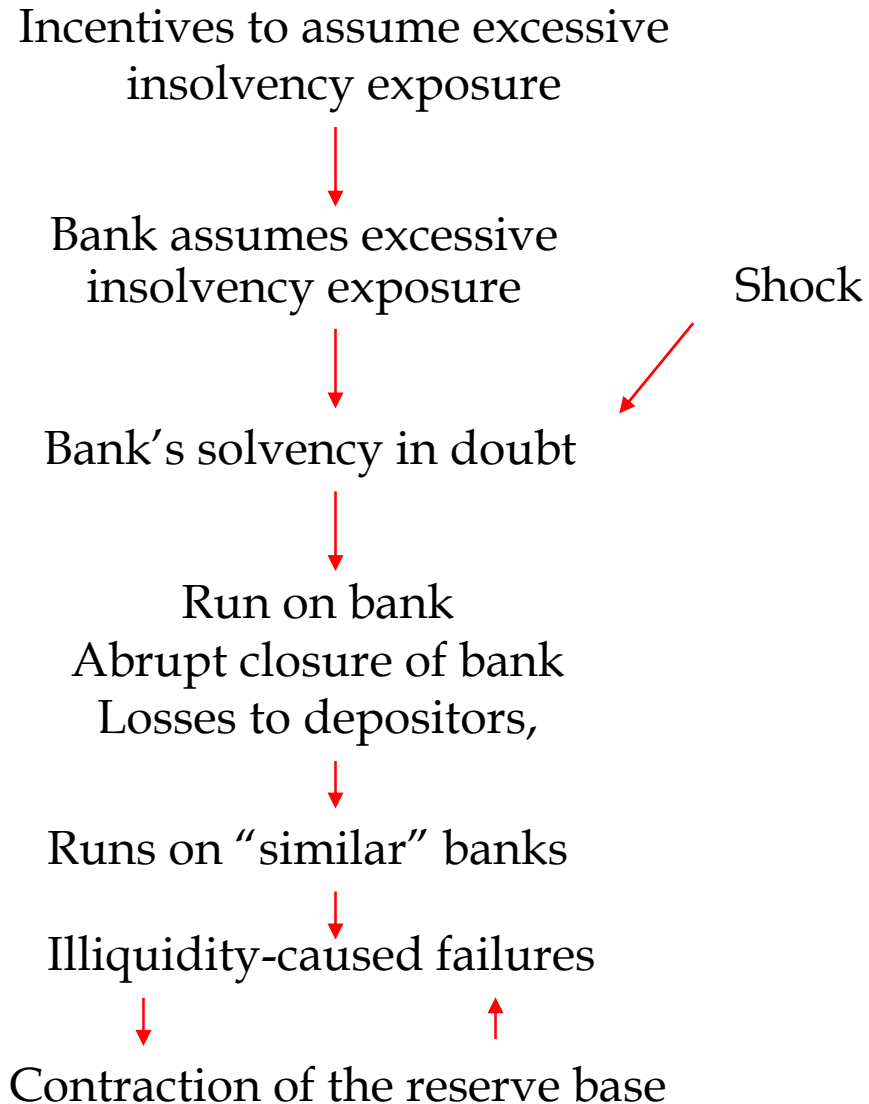 Incentives to assume excessive
insolvency exposure
Bank assumes excessive
insolvency exposure
Shock
Bank’s solvency in doubt
Run on bank
Abrupt closure of bank
Losses to depositors,
Runs on “similar” banks
Illiquidity-caused failures
Contraction of the reserve base